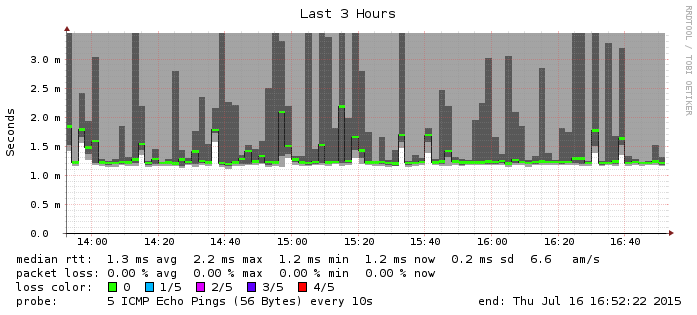 Last 3 Hours
RRDTOOL / TOBI OETIKER
Seconds
3.0 m
2.5 m
2.0 m
1.5 m
1.0 m
0.5 m
0.0
14:00 14:20 14:40 15:00 15:20 15:40 16:00 16:20 16:40
median rtt: 1.3 ms avg 2.2 ms max 1.2 ms min 1.2 ms now 0.2 ms sd 6.6 am/s
packet loss: 0.00 % avg 0.00 % max 0.00 % min 0.00 % now
loss color: 0 1/5 2/5 3/5 4/5
probe: 5 ICMP Echo Pings (56 Bytes) every 10s end: Thu Jul 16 16:52:22 2015